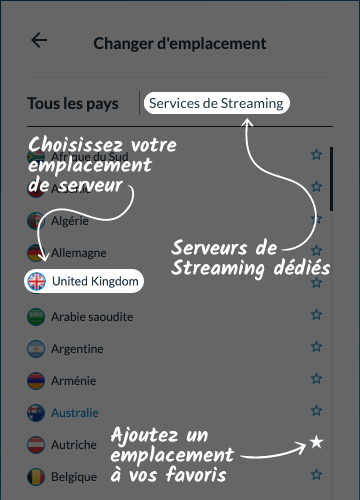 Changer d'emplacement
Tous les pays
Services de Streaming
Choisissez votre
emplacement
de serveur
Afrique du Sud
Algérie
Allemagne
Serveurs de
Streaming dédiés
United Kingdom
Arabie saoudite
Argentine
Arménie
Australie
Autriche
Ajoutez un
emplacement
à vos favoris
Belgique